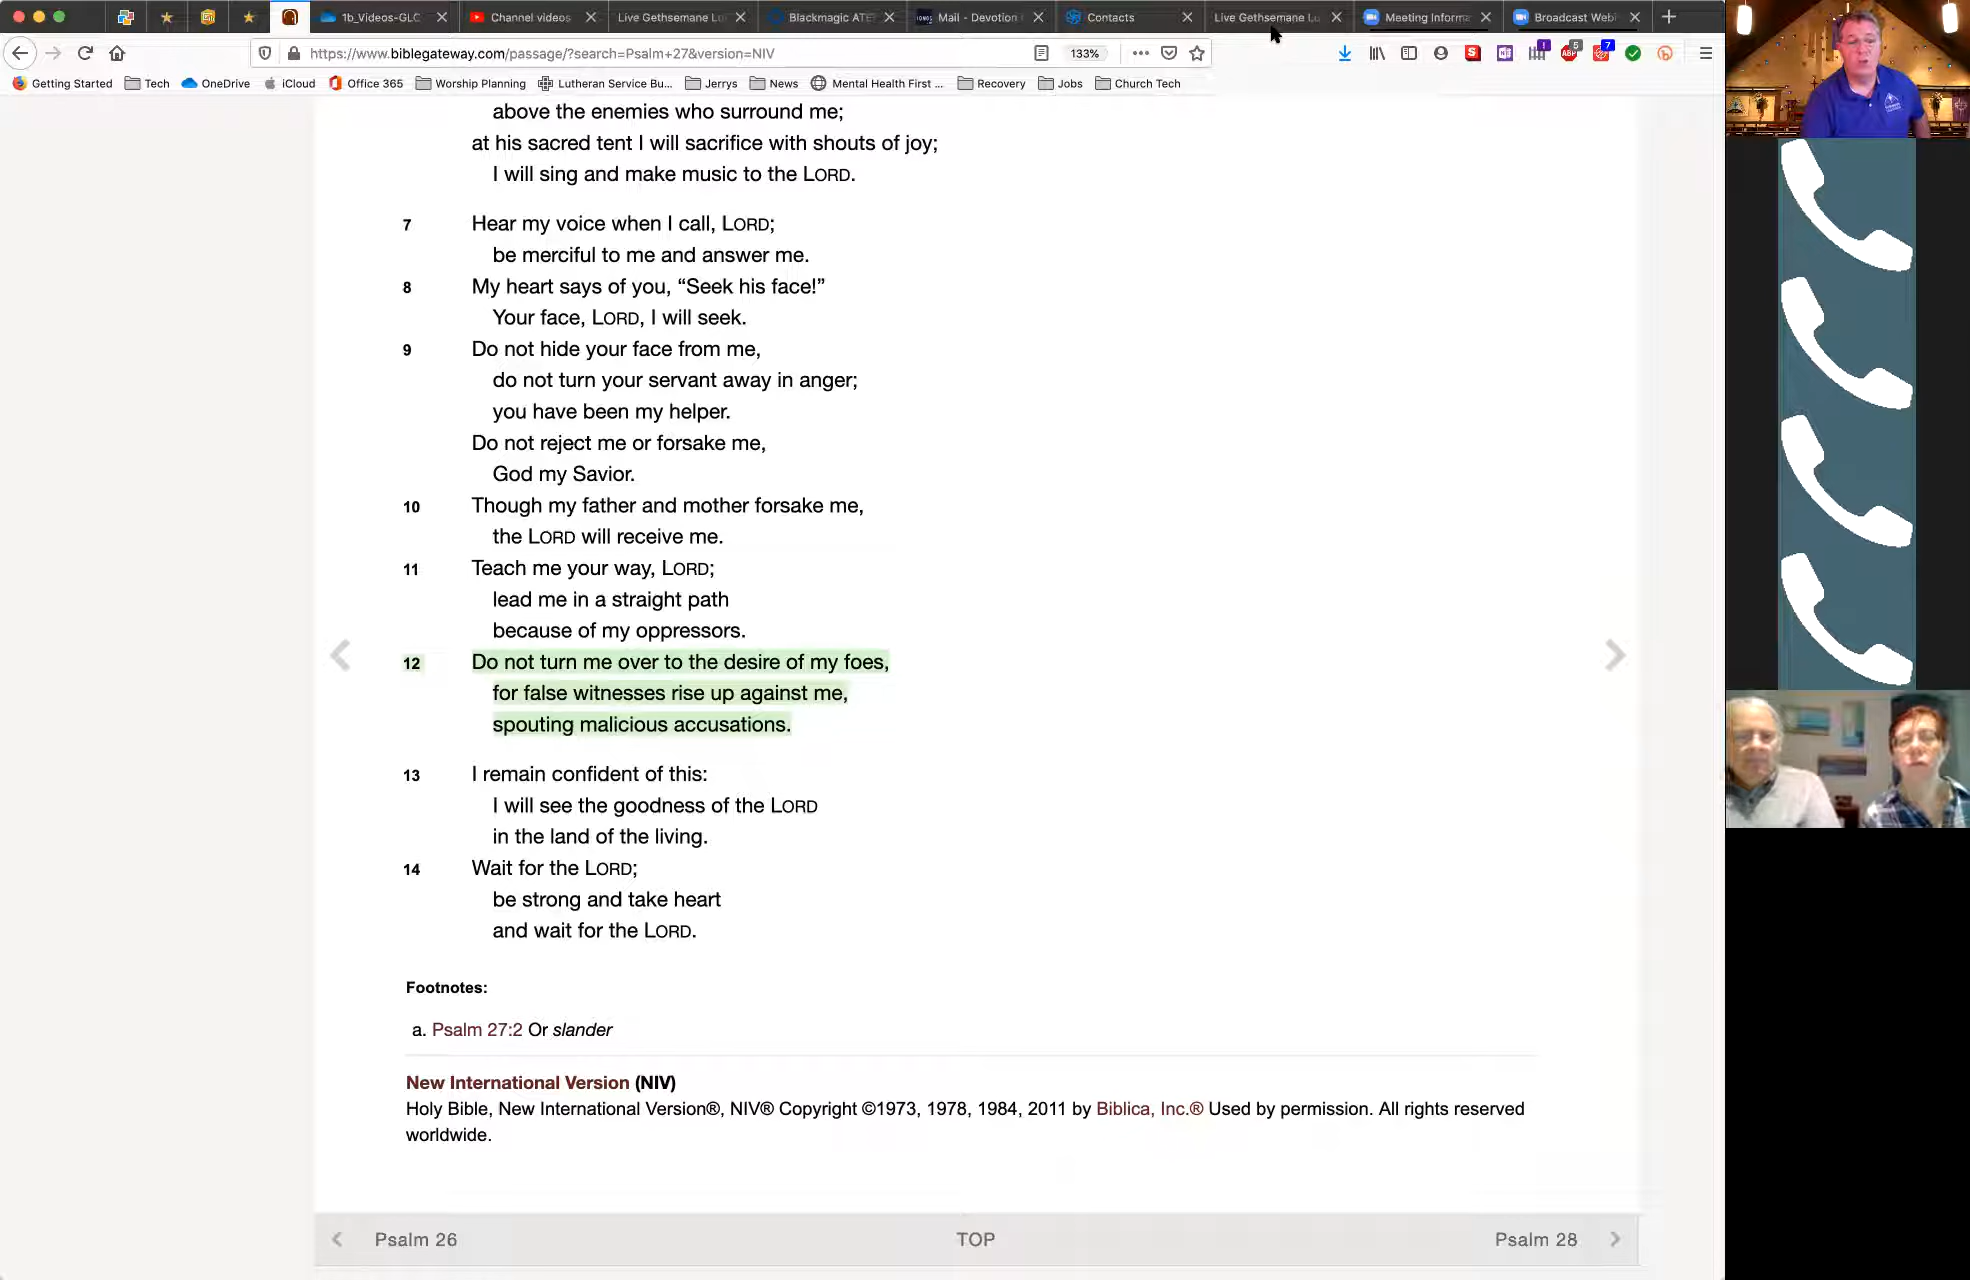 1b_Videos-GLC
Channel videos
Live Gethsemane Lu
Blackmagic ATE
IONOS
Mail - Devotion
Contacts
Live Gethsemane Lu
Meeting Informa
Broadcast Webi
https://www.biblegateway.com/passage/?search=Psalm+27&version=NIV
133%
S
N
!
ABP
5
7
Getting Started
Tech
OneDrive
iCloud
Office 365
Worship Planning
Lutheran Service Bu...
Jerrys
News
Mental Health First ...
Recovery
Jobs
Church Tech
above the enemies who surround me;
at his sacred tent I will sacrifice with shouts of joy;
I will sing and make music to the LORD.
7 Hear my voice when I call, LORD;
be merciful to me and answer me.
8 My heart says of you, “Seek his face!”
Your face, LORD, I will seek.
9 Do not hide your face from me,
do not turn your servant away in anger;
you have been my helper.
Do not reject me or forsake me,
God my Savior.
10 Though my father and mother forsake me,
the LORD will receive me.
11 Teach me your way, LORD;
lead me in a straight path
because of my oppressors.
12 Do not turn me over to the desire of my foes,
for false witnesses rise up against me,
spouting malicious accusations.
13 I remain confident of this:
I will see the goodness of the LORD
in the land of the living.
14 Wait for the LORD;
be strong and take heart
and wait for the LORD.
Footnotes:
a. Psalm 27:2 Or slander
New International Version (NIV)
Holy Bible, New International Version®, NIV® Copyright ©1973, 1978, 1984, 2011 by Biblica, Inc.® Used by permission. All rights reserved
worldwide.
Psalm 26
TOP
Psalm 28